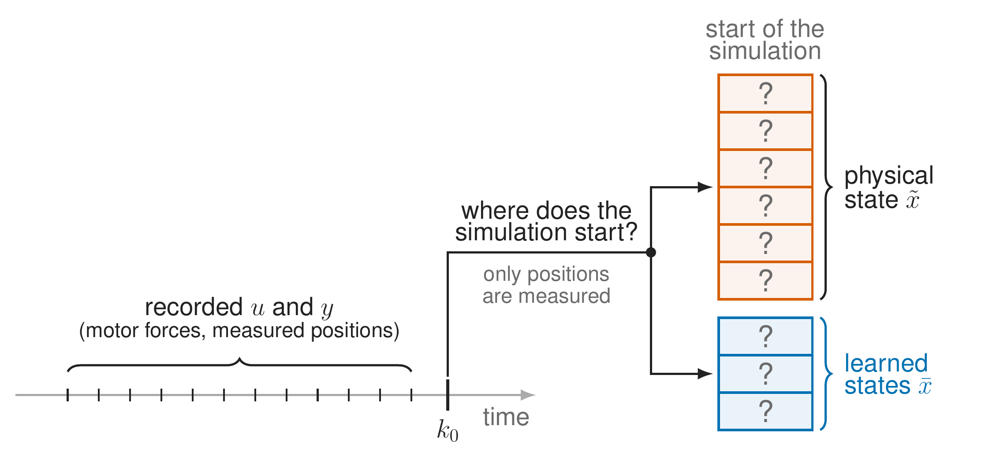 start of the
simulation
?
?
?
?
?
?
physical
state x̃
where does the
simulation start?
only positions
are measured
recorded u and y
(motor forces, measured positions)
?
?
?
learned
states x̄
time
k₀